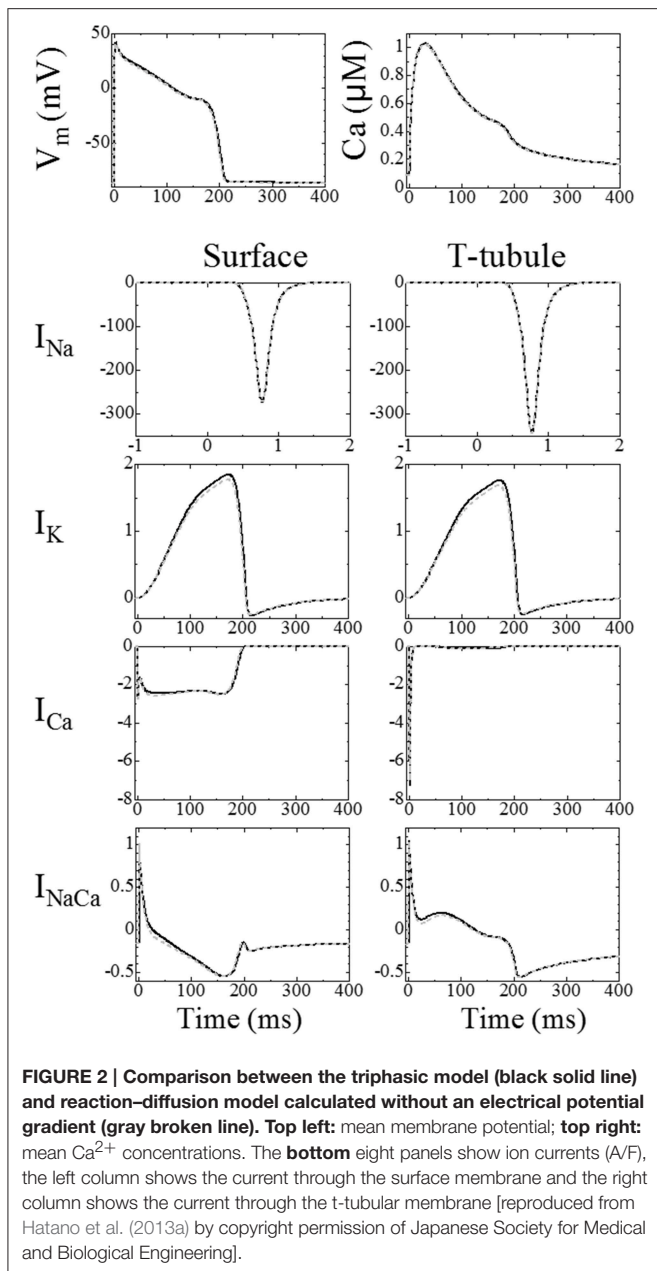 50
0
-50
V_m (mV)
0 100 200 300 400
1
0.8
0.6
0.4
0.2
Ca (μM)
0 100 200 300 400
Surface
T-tubule
I_Na
0
-100
-200
-300
-1 0 1 2
0
-100
-200
-300
-1 0 1 2
I_K
2
1
0
0 100 200 300 400
2
1
0
0 100 200 300 400
I_Ca
0
-2
-4
-6
-8
0 100 200 300 400
0
-2
-4
-6
-8
0 100 200 300 400
I_NaCa
1
0.5
0
-0.5
0 100 200 300 400
Time (ms)
1
0.5
0
-0.5
0 100 200 300 400
Time (ms)
FIGURE 2 | Comparison between the triphasic model (black solid line)
and reaction–diffusion model calculated without an electrical potential
gradient (gray broken line). Top left: mean membrane potential; top right:
mean Ca²⁺ concentrations. The bottom eight panels show ion currents (A/F),
the left column shows the current through the surface membrane and the right
column shows the current through the t-tubular membrane [reproduced from
Hatano et al. (2013a) by copyright permission of Japanese Society for Medical
and Biological Engineering].